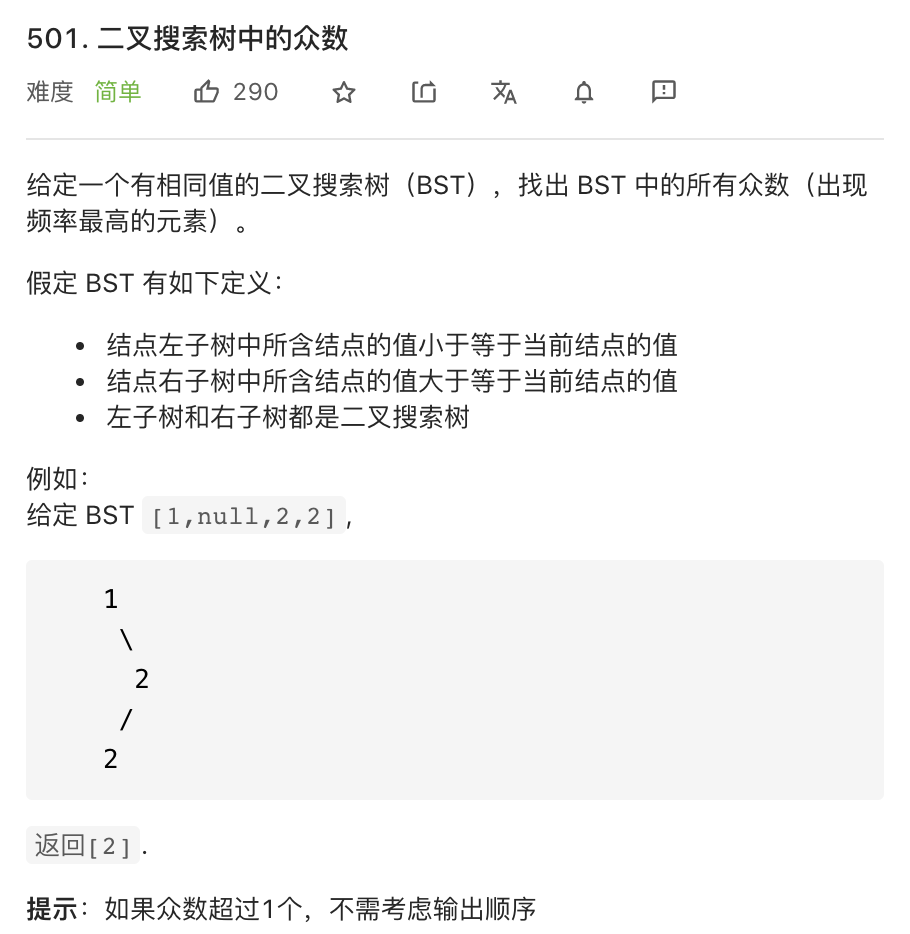 501. 二叉搜索树中的众数
难度 简单 290
给定一个有相同值的二叉搜索树（BST），找出 BST 中的所有众数（出现
频率最高的元素）。
假定 BST 有如下定义：
• 结点左子树中所含结点的值小于等于当前结点的值
• 结点右子树中所含结点的值大于等于当前结点的值
• 左子树和右子树都是二叉搜索树
例如：
给定 BST [1,null,2,2],
1
\
2
/
2
返回[2].
提示：如果众数超过1个，不需考虑输出顺序